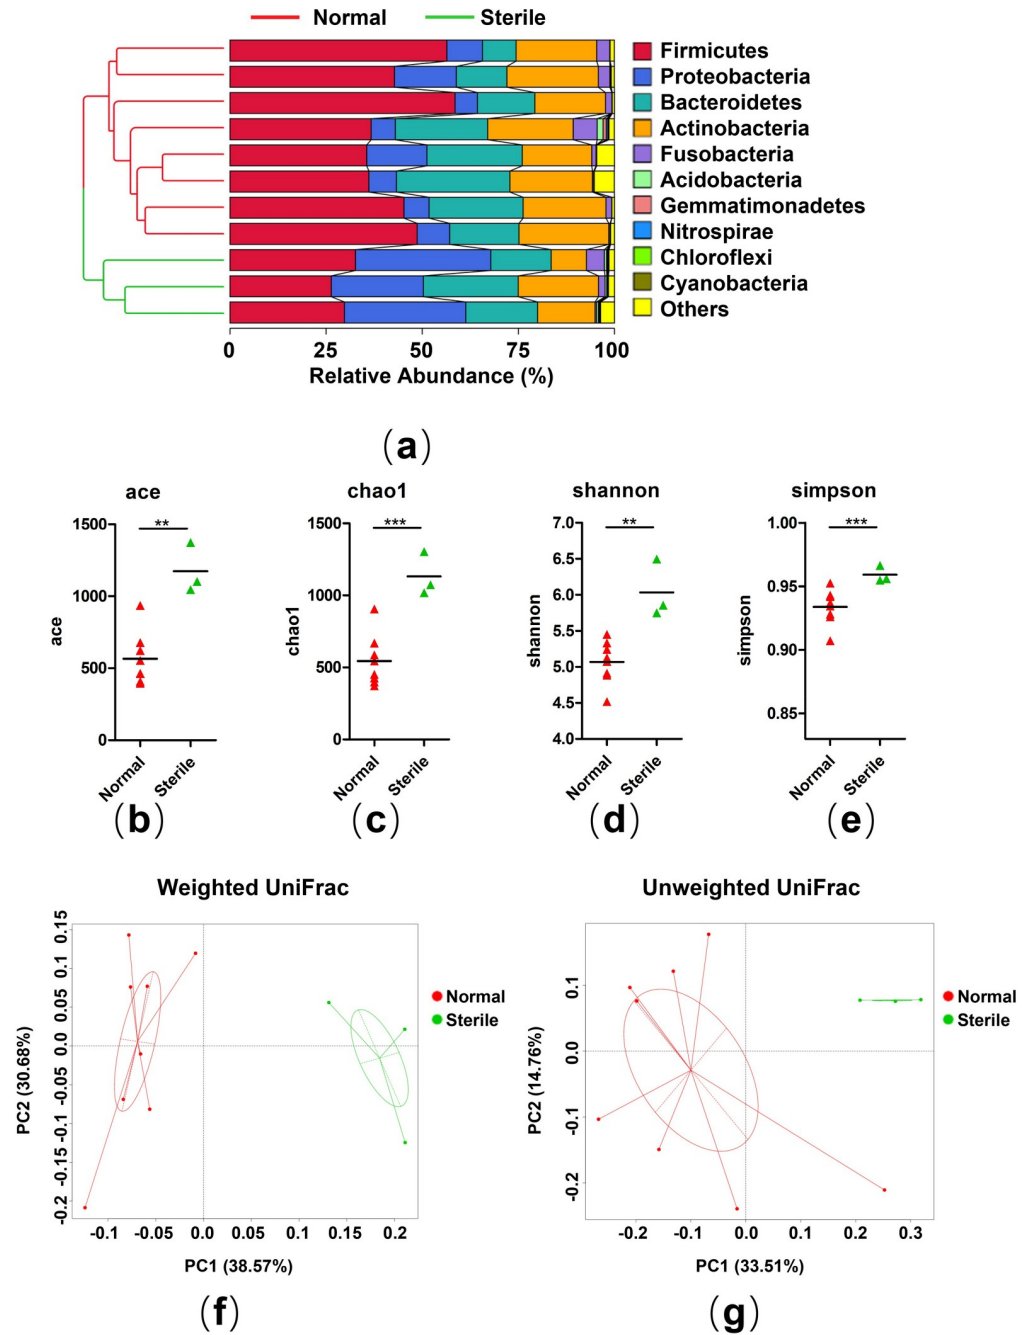 Normal Sterile
Firmicutes
Proteobacteria
Bacteroidetes
Actinobacteria
Fusobacteria
Acidobacteria
Gemmatimonadetes
Nitrospirae
Chloroflexi
Cyanobacteria
Others
0 25 50 75 100
Relative Abundance (%)
(a)
ace
**
1500
1000
500
0
ace
Normal Sterile
(b)
chao1
***
1500
1000
500
0
chao1
Normal Sterile
(c)
shannon
**
7.0
6.5
6.0
5.5
5.0
4.5
4.0
shannon
Normal Sterile
(d)
simpson
***
1.00
0.95
0.90
0.85
simpson
Normal Sterile
(e)
Weighted UniFrac
0.15
0.1
0.05
0.0
-0.05
-0.1
-0.15
-0.2
PC2 (30.68%)
-0.1 -0.05 0.0 0.1 0.15 0.2
PC1 (38.57%)
Normal
Sterile
(f)
Unweighted UniFrac
0.1
0.0
-0.1
-0.2
PC2 (14.76%)
-0.2 -0.1 0.0 0.1 0.2 0.3
PC1 (33.51%)
Normal
Sterile
(g)